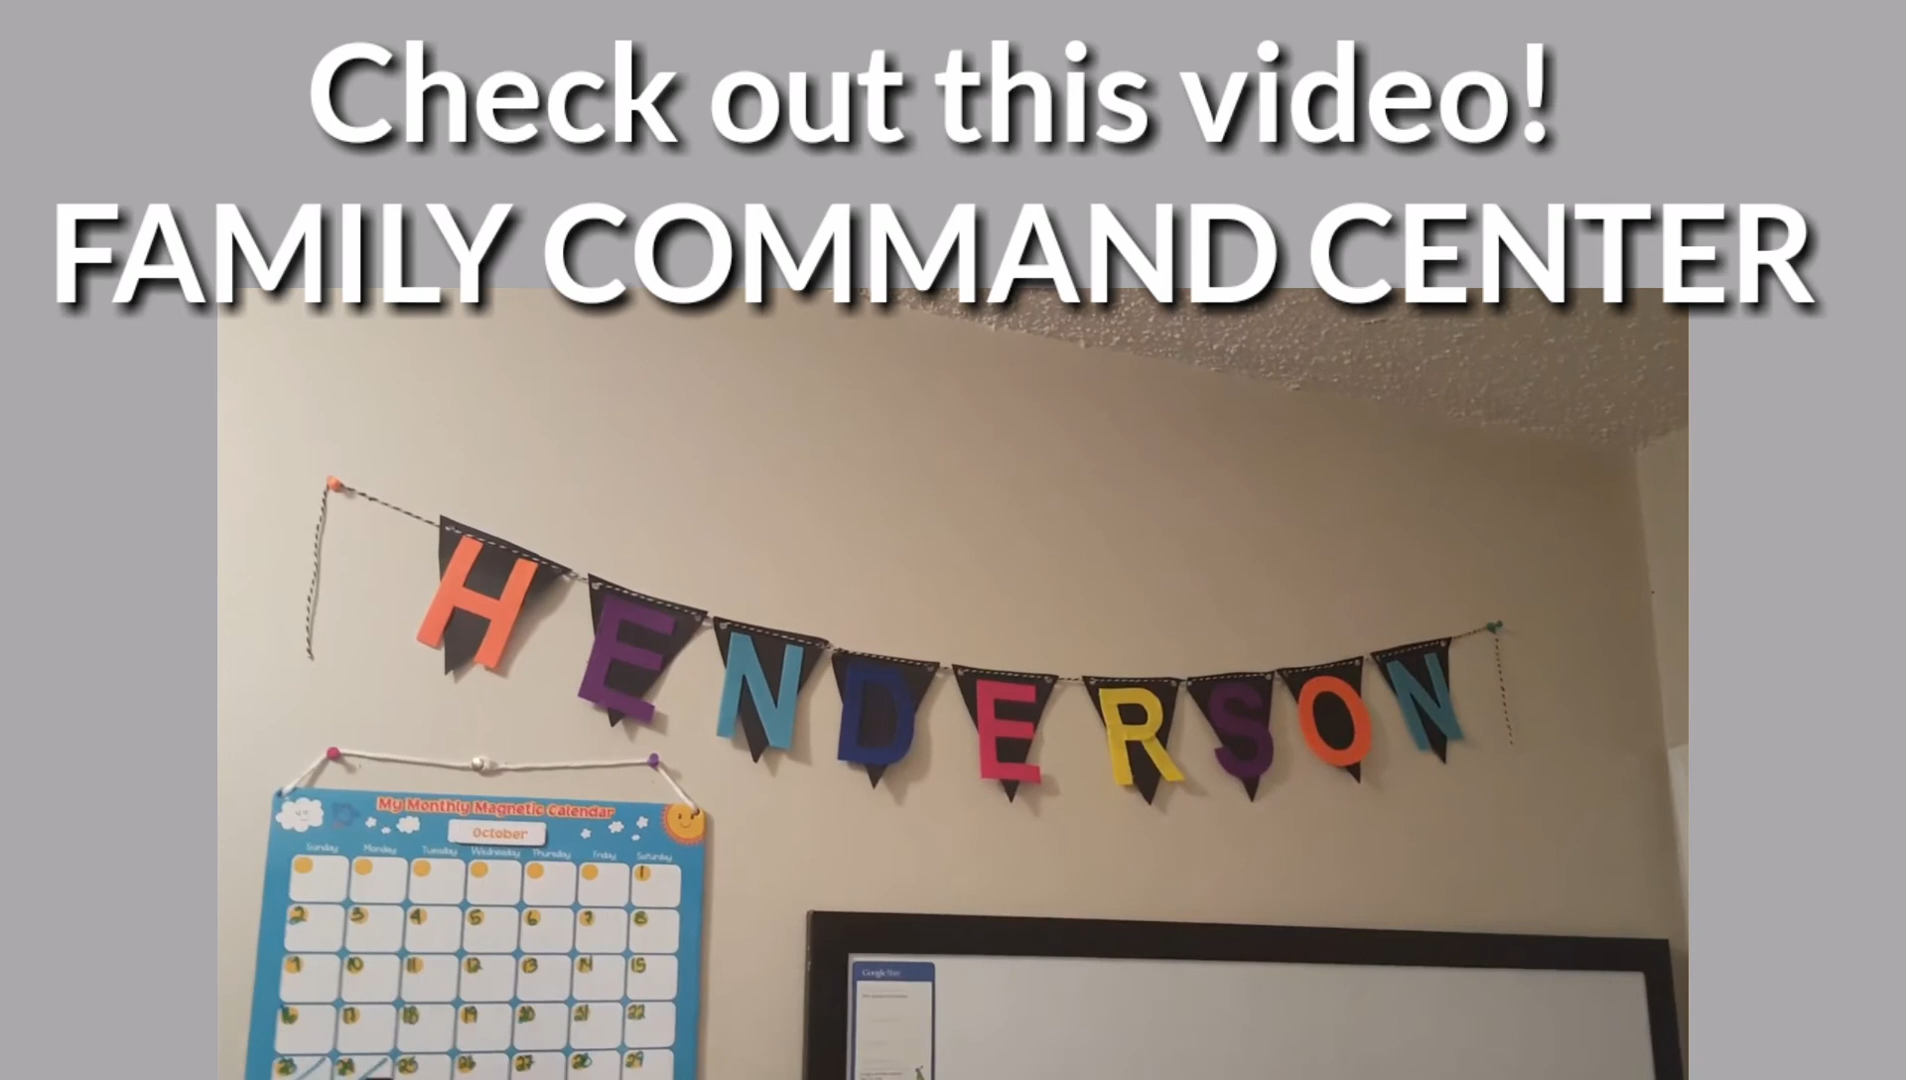 Check out this video!
FAMILY COMMAND CENTER
HENDERSON
My Monthly Magnetic Calendar
October
Sunday Monday Tuesday Wednesday Thursday Friday Saturday
1
2 3 4 5 6 7 8
9 10 11 12 13 14 15
16 17 18 19 20 21 22
23 24 25 26 27 28 29
Google